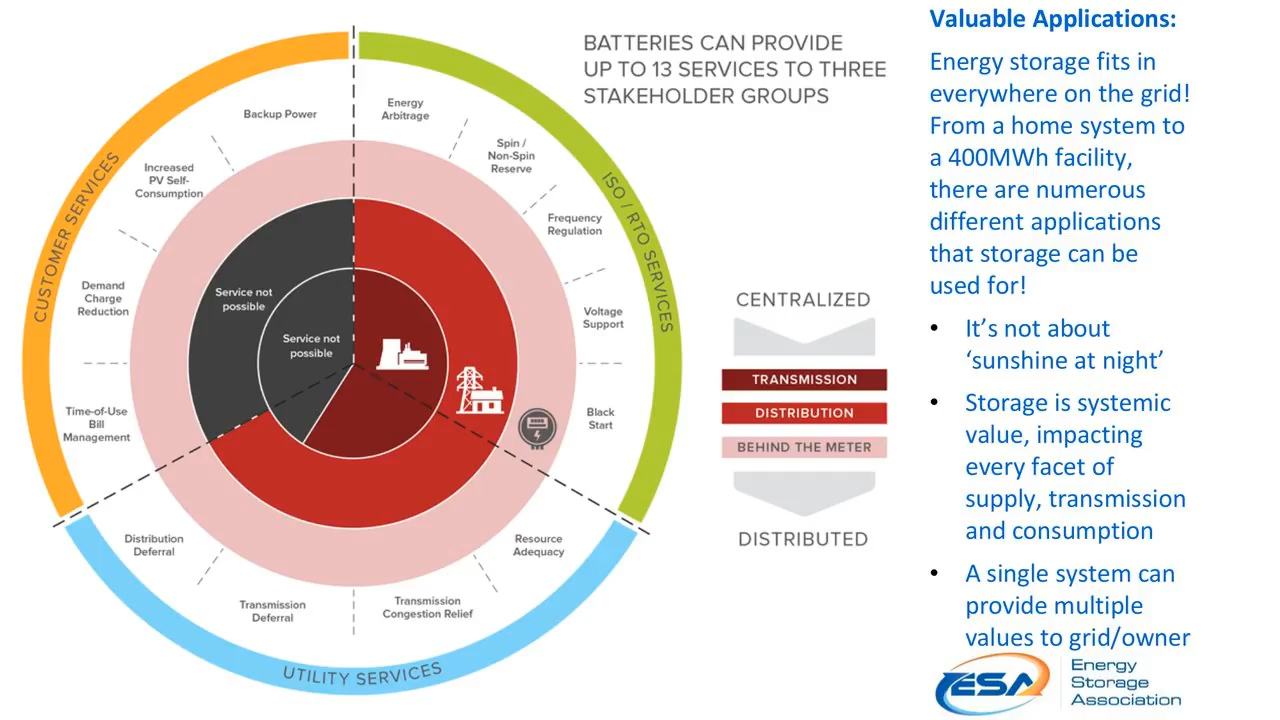 BATTERIES CAN PROVIDE
UP TO 13 SERVICES TO THREE
STAKEHOLDER GROUPS
CUSTOMER SERVICES
Backup Power
Increased
PV Self-
Consumption
Demand
Charge
Reduction
Time-of-Use
Bill
Management
ISO / RTO SERVICES
Energy
Arbitrage
Spin /
Non-Spin
Reserve
Frequency
Regulation
Voltage
Support
Black
Start
UTILITY SERVICES
Resource
Adequacy
Transmission
Congestion Relief
Transmission
Deferral
Distribution
Deferral
Service not
possible
Service not
possible
CENTRALIZED
TRANSMISSION
DISTRIBUTION
BEHIND THE METER
DISTRIBUTED
Valuable Applications:
Energy storage fits in
everywhere on the grid!
From a home system to
a 400MWh facility,
there are numerous
different applications
that storage can be
used for!
• It’s not about
‘sunshine at night’
• Storage is systemic
value, impacting
every facet of
supply, transmission
and consumption
• A single system can
provide multiple
values to grid/owner
ESA
Energy
Storage
Association